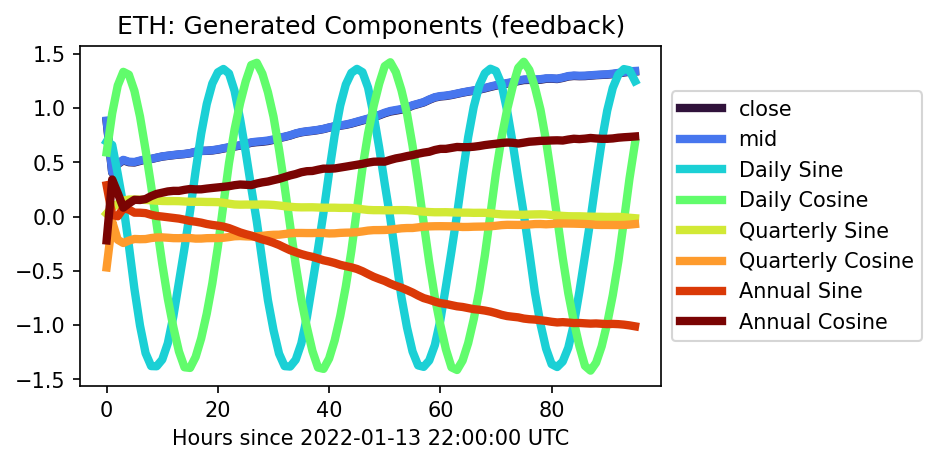 ETH: Generated Components (feedback)
1.5
1.0
0.5
0.0
−0.5
−1.0
−1.5
0 20 40 60 80
Hours since 2022-01-13 22:00:00 UTC
close
mid
Daily Sine
Daily Cosine
Quarterly Sine
Quarterly Cosine
Annual Sine
Annual Cosine